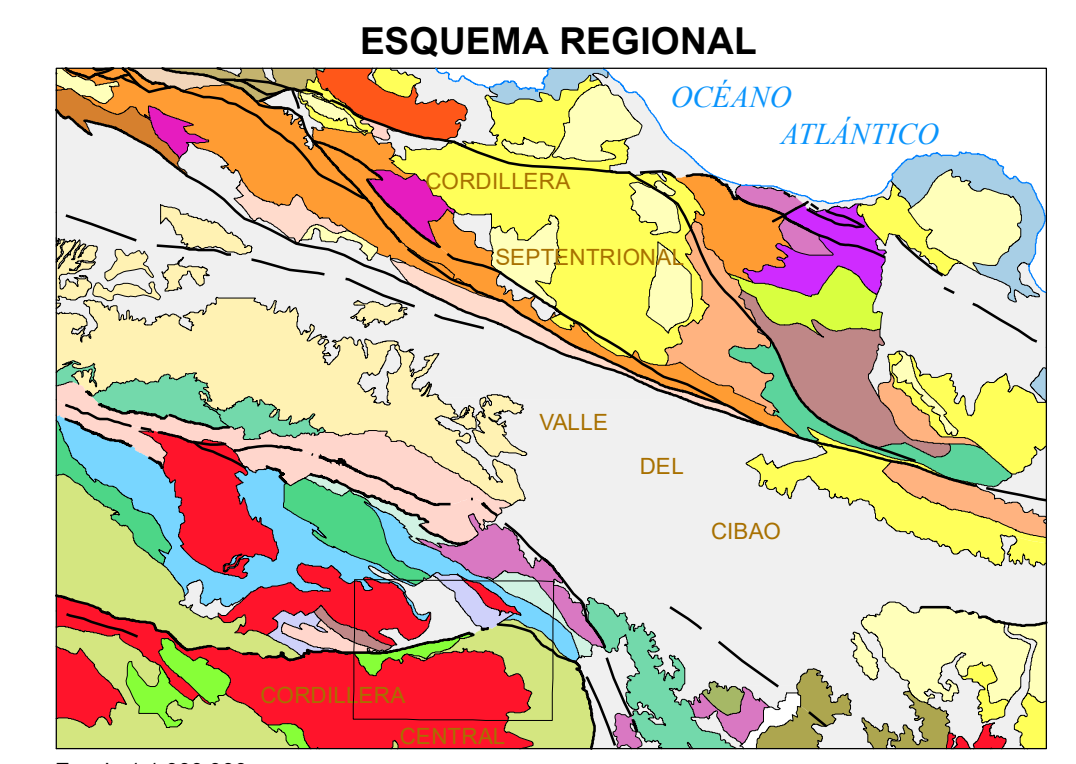 ESQUEMA REGIONAL
OCÉANO
ATLÁNTICO
CORDILLERA
SEPTENTRIONAL
VALLE
DEL
CIBAO
CORDILLERA
CENTRAL